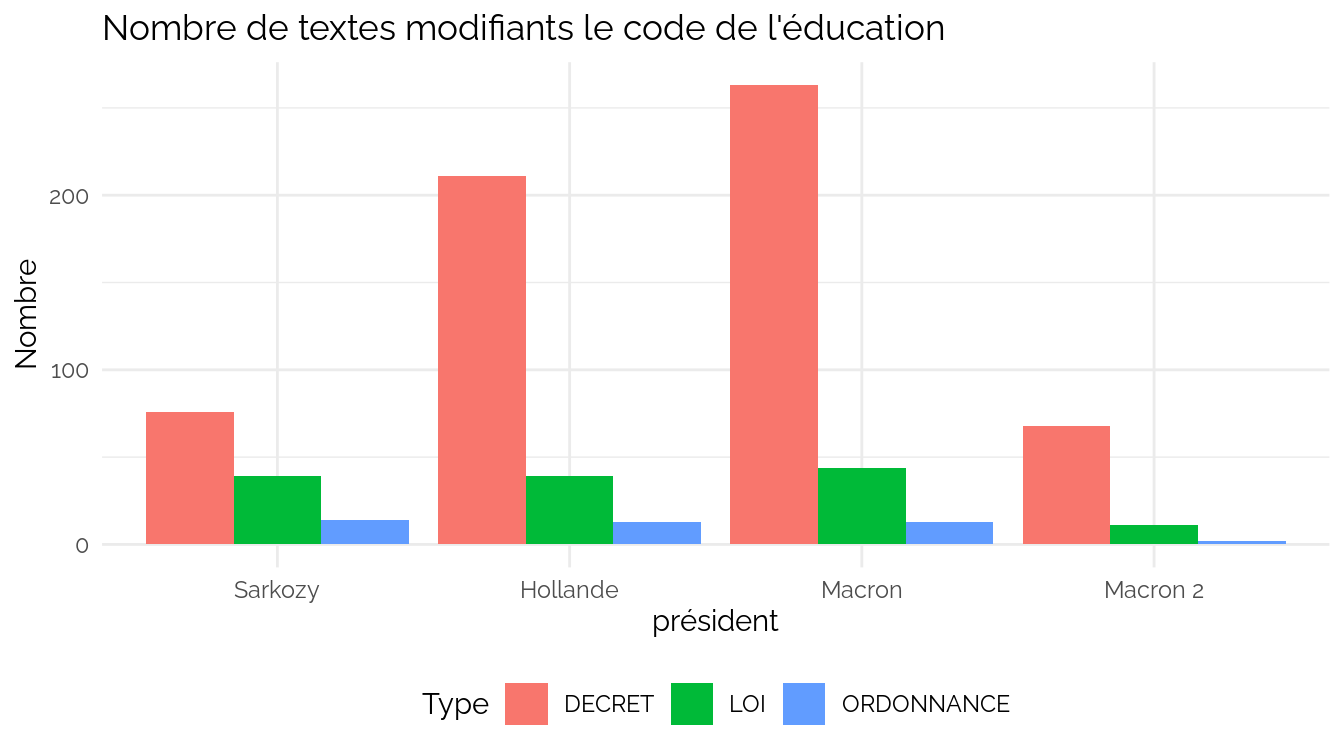 Nombre de textes modifiants le code de l'éducation
Nombre
200
100
0
Sarkozy Hollande Macron Macron 2
président
Type DECRET LOI ORDONNANCE